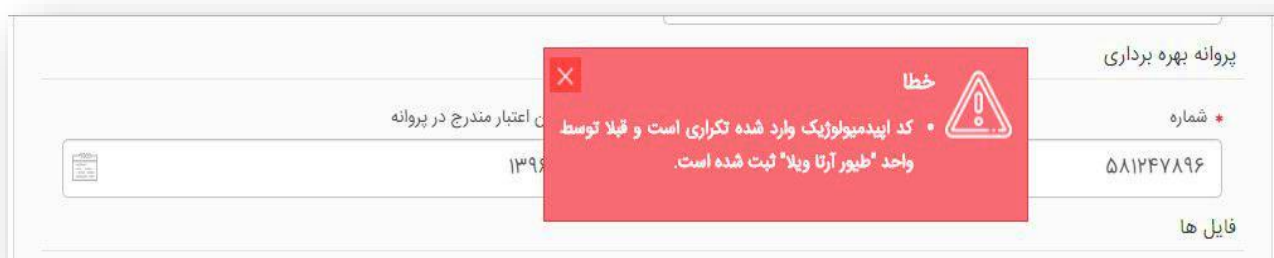 پروانه بهره برداری
خطا
* شماره
اعتبار مندرج در پروانه
• کد اپیدمیولوژیک وارد شده تکراری است و قبلا توسط
واحد "طیور آرتا ویلا" ثبت شده است.
۵۸۱۲۴۷۸۹۶
فایل ها